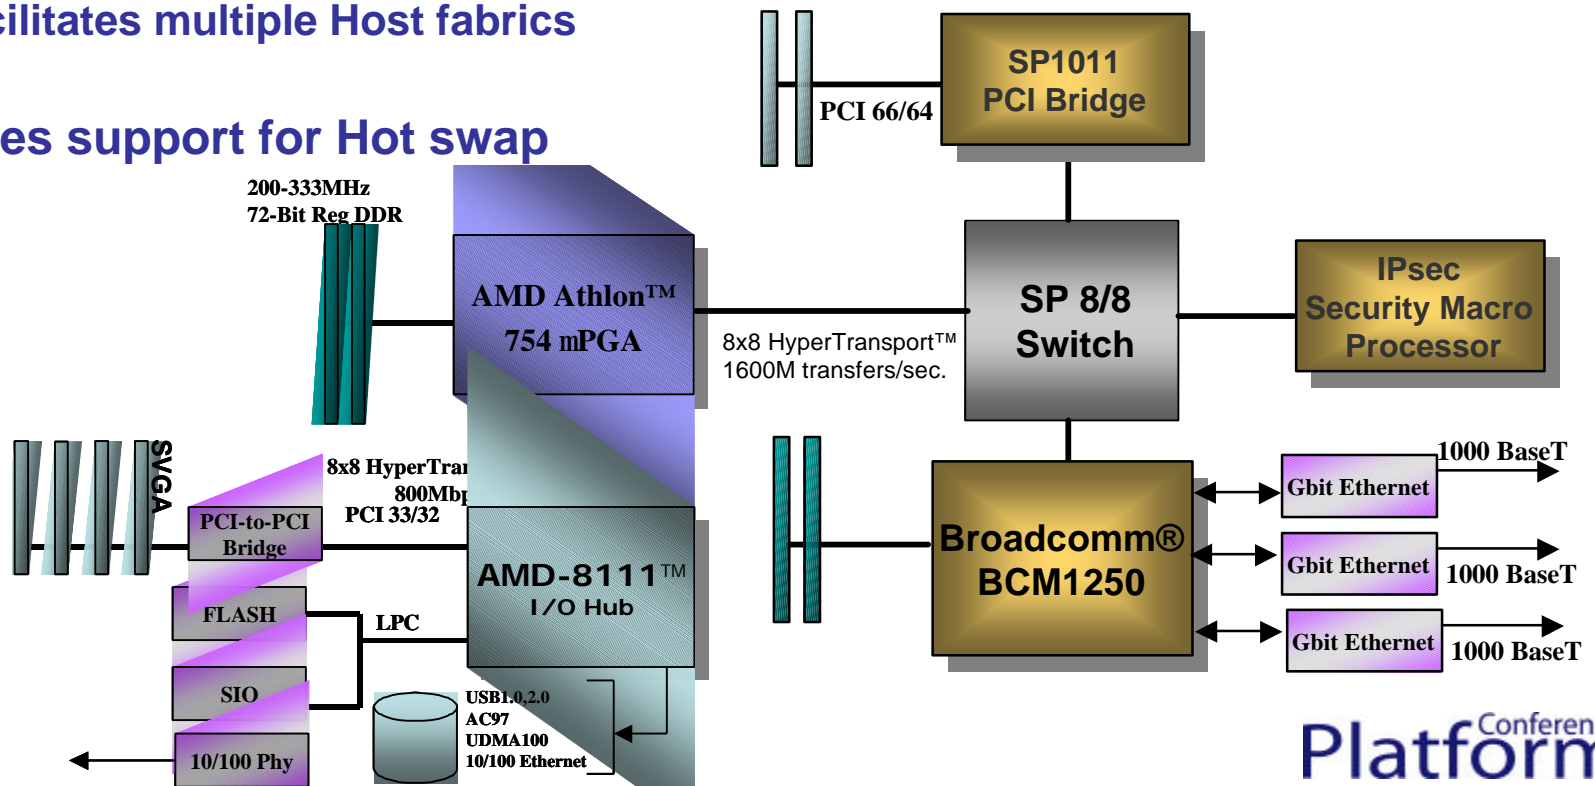 cilitates multiple Host fabrics
es support for Hot swap
SP1011
PCI Bridge
PCI 66/64
200-333MHz
72-Bit Reg DDR
AMD Athlon™
754 mPGA
8x8 HyperTransport™
1600M transfers/sec.
SP 8/8
Switch
IPsec
Security Macro
Processor
SVGA
8x8 HyperTran
800Mbp
PCI 33/32
PCI-to-PCI
Bridge
AMD-8111™
I/O Hub
FLASH
LPC
SIO
10/100 Phy
USB1.0,2.0
AC97
UDMA100
10/100 Ethernet
Broadcomm®
BCM1250
Gbit Ethernet
1000 BaseT
Gbit Ethernet
1000 BaseT
Gbit Ethernet
1000 BaseT
Conferen
Platform